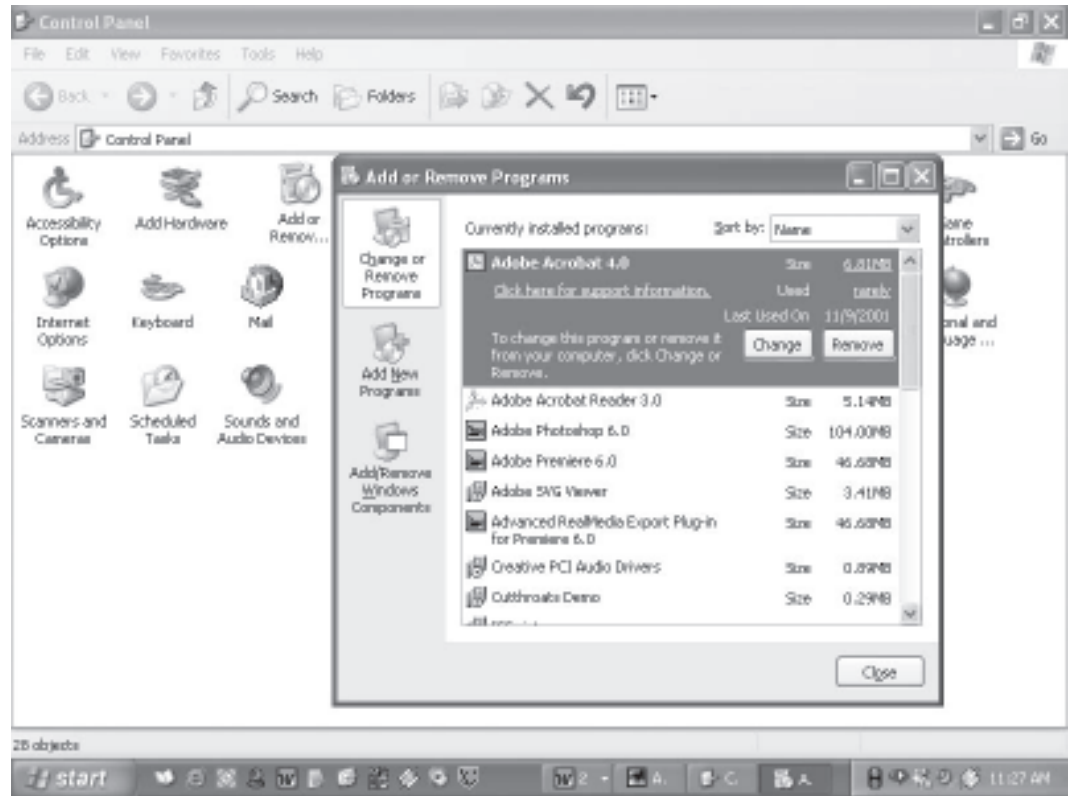 Control Panel
File Edit View Favorites Tools Help
Back Search Folders
Address Control Panel Go
Accessibility Options
Add Hardware
Add or Remov...
Internet Options
Keyboard
Mail
Scanners and Cameras
Scheduled Tasks
Sounds and Audio Devices
Add or Remove Programs
Change or Remove Programs
Add New Programs
Add/Remove Windows Components
Currently installed programs: Sort by: Name
Adobe Acrobat 4.0 Size 6.81MB
Click here for support information. Used rarely
Last Used On 11/9/2001
To change this program or remove it
from your computer, click Change or
Remove.
Change Remove
Adobe Acrobat Reader 3.0 Size 5.14MB
Adobe Photoshop 6.0 Size 104.00MB
Adobe Premiere 6.0 Size 46.68MB
Adobe SVG Viewer Size 3.41MB
Advanced RealMedia Export Plug-in Size 46.68MB
for Premiere 6.0
Creative PCI Audio Drivers Size 0.89MB
Cutthroats Demo Size 0.29MB
Close
28 objects
start 2 A. C. A. 11:27 AM